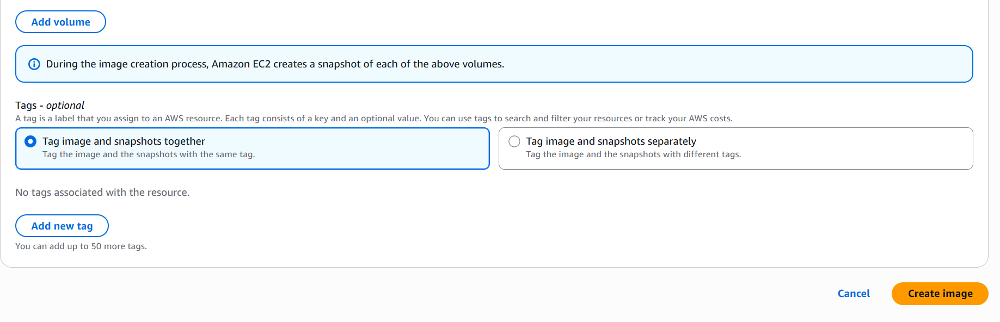 Add volume
During the image creation process, Amazon EC2 creates a snapshot of each of the above volumes.
Tags - optional
A tag is a label that you assign to an AWS resource. Each tag consists of a key and an optional value. You can use tags to search and filter your resources or track your AWS costs.
Tag image and snapshots together
Tag the image and the snapshots with the same tag.
Tag image and snapshots separately
Tag the image and the snapshots with different tags.
No tags associated with the resource.
Add new tag
You can add up to 50 more tags.
Cancel
Create image